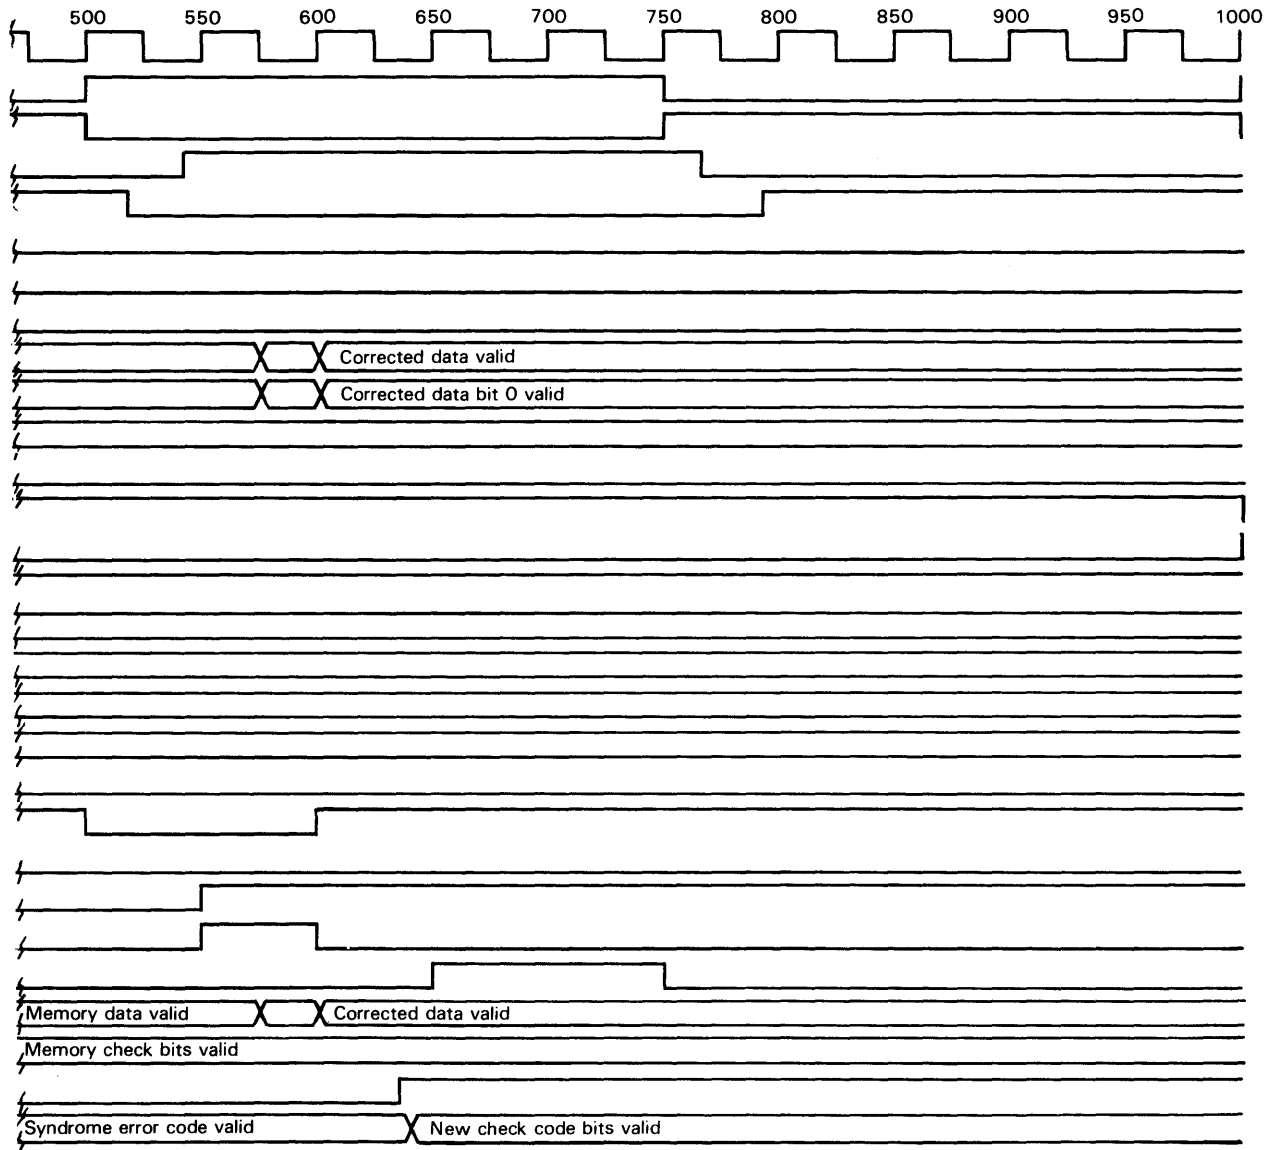 500 550 600 650 700 750 800 850 900 950 1000
Corrected data valid
Corrected data bit 0 valid
Memory data valid Corrected data valid
Memory check bits valid
Syndrome error code valid New check code bits valid